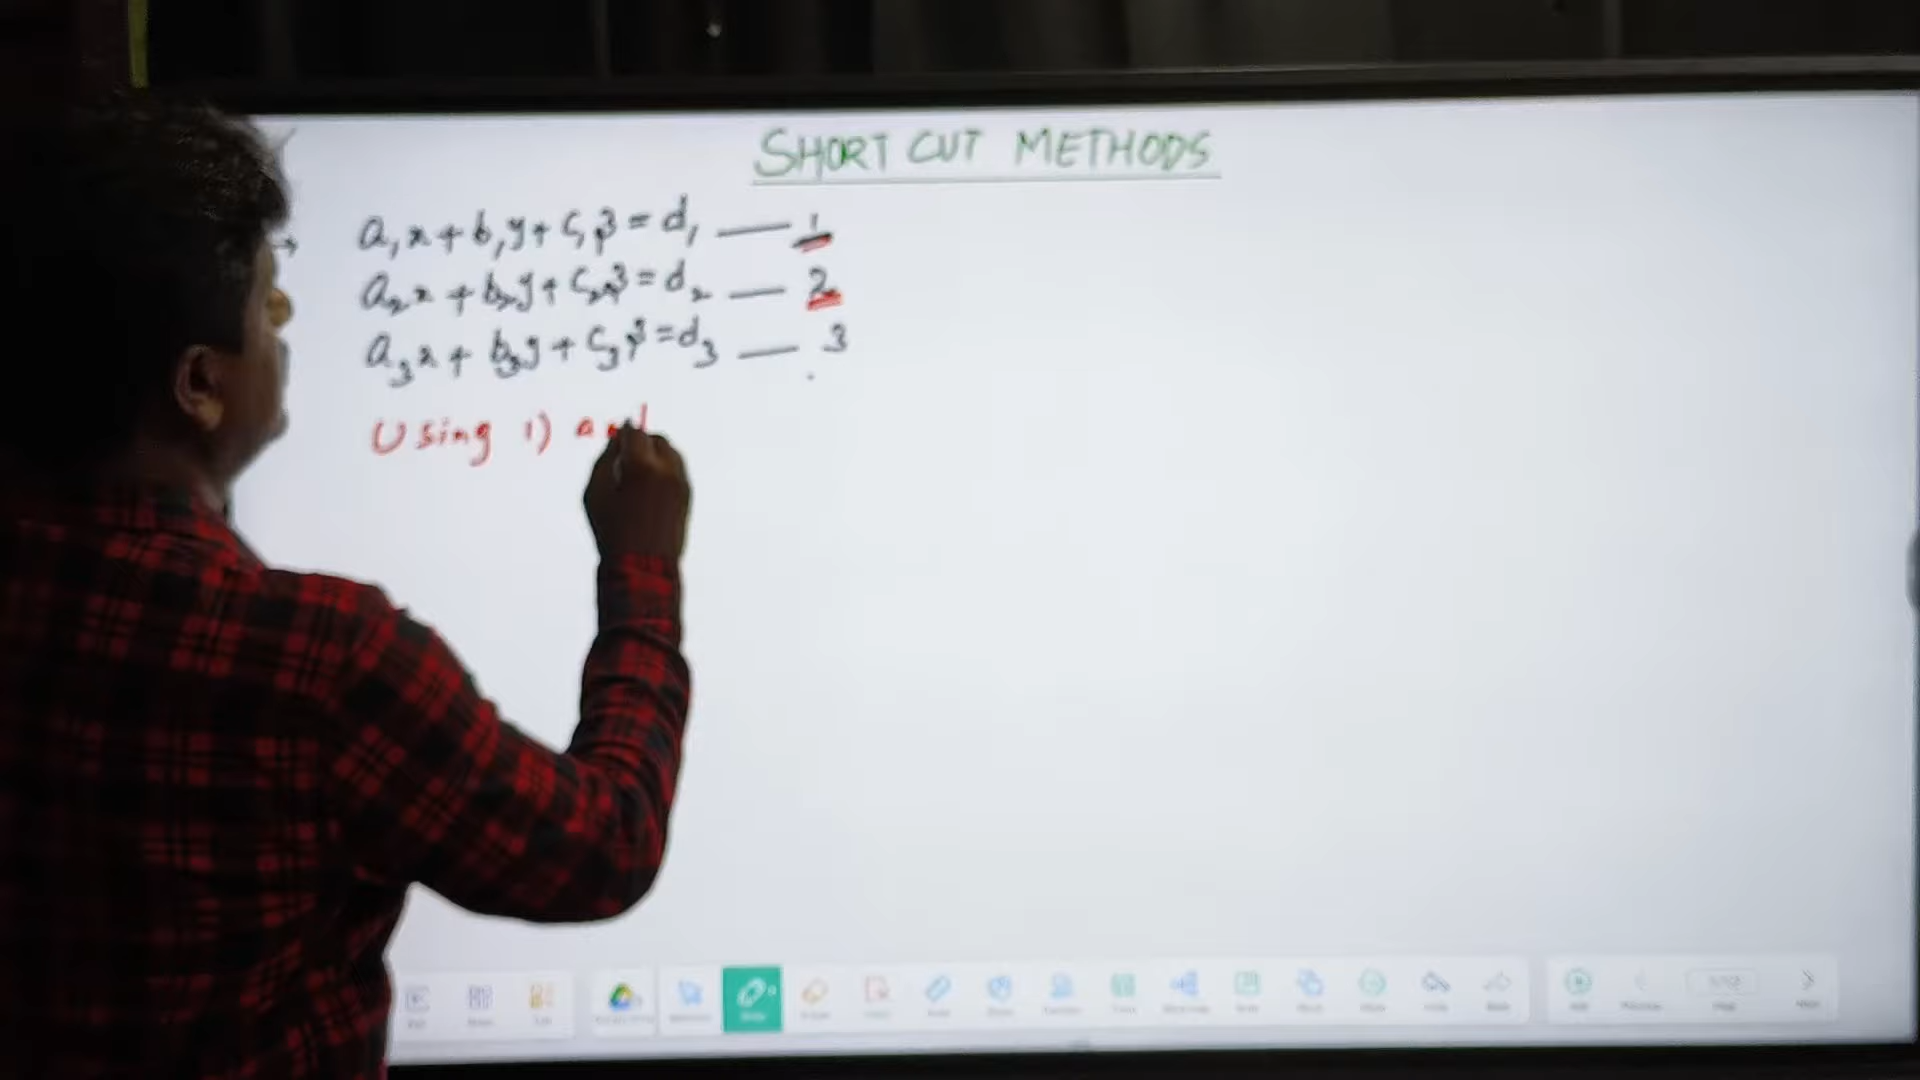 SHORT CUT METHODS
a₁x + b₁y + c₁z = d₁ — 1
a₂x + b₂y + c₂z = d₂ — 2
a₃x + b₃y + c₃z = d₃ — 3
Using 1) and